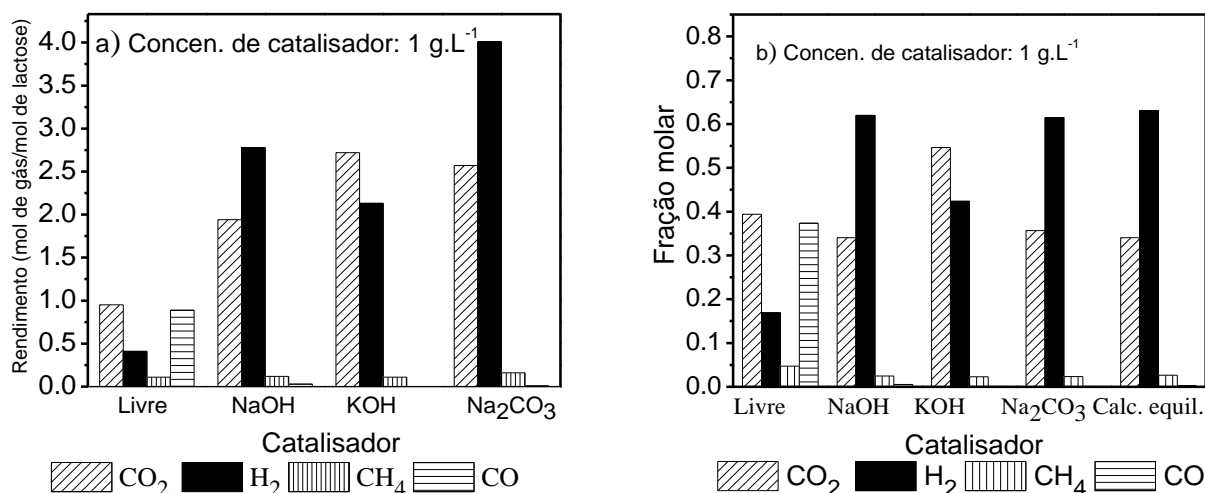 a) Concen. de catalisador: 1 g.L⁻¹
Rendimento (mol de gás/mol de lactose)
4.0
3.5
3.0
2.5
2.0
1.5
1.0
0.5
0.0
Livre NaOH KOH Na₂CO₃
Catalisador
CO₂ H₂ CH₄ CO
b) Concen. de catalisador: 1 g.L⁻¹
Fração molar
0.8
0.7
0.6
0.5
0.4
0.3
0.2
0.1
0.0
Livre NaOH KOH Na₂CO₃ Calc. equil.
Catalisador
CO₂ H₂ CH₄ CO